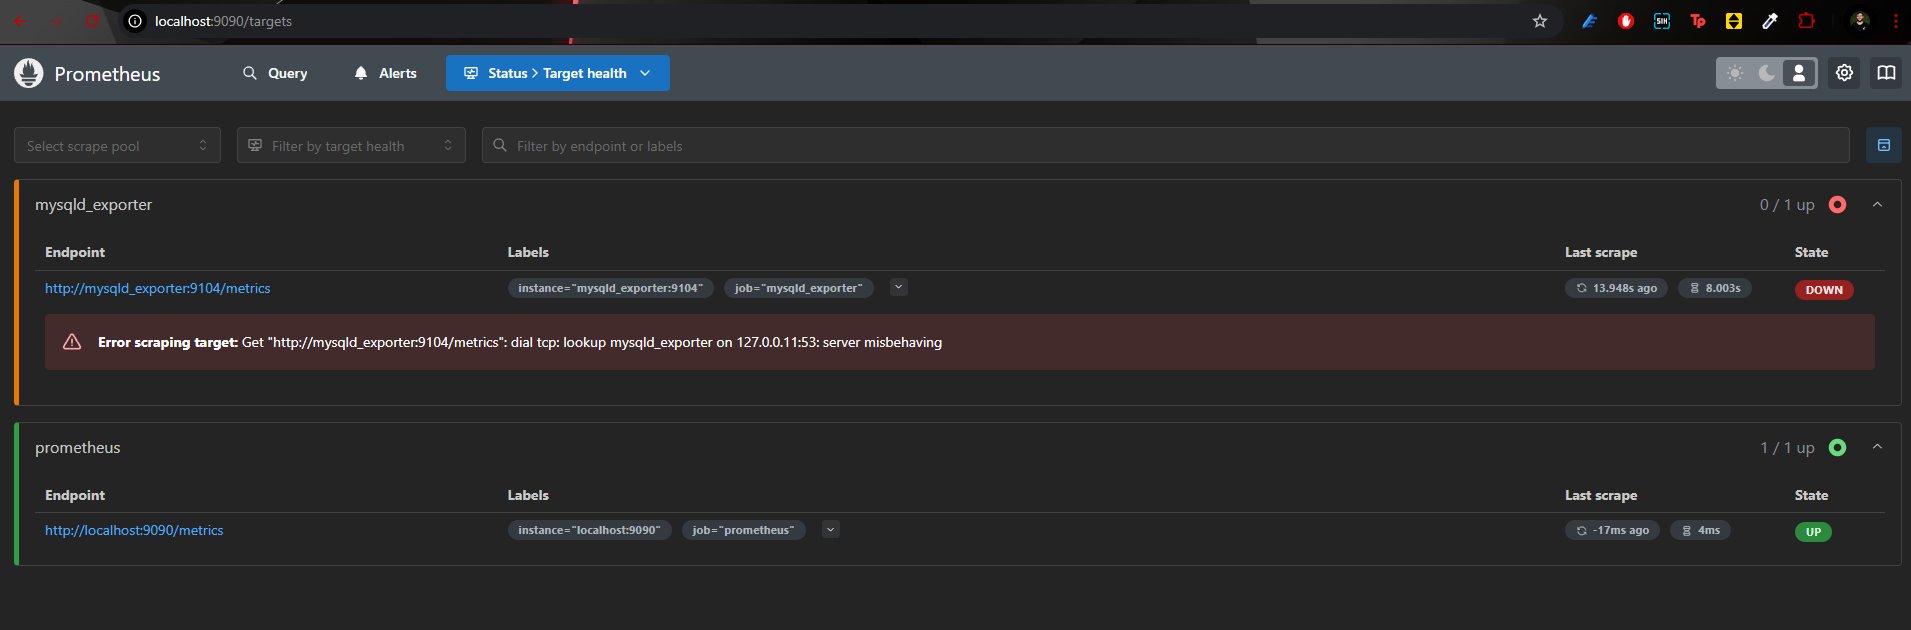 localhost:9090/targets
SIH
Tp
Prometheus
Query
Alerts
Status > Target health
Select scrape pool
Filter by target health
Filter by endpoint or labels
mysqld_exporter
0 / 1 up
Endpoint Labels Last scrape State
http://mysqld_exporter:9104/metrics instance="mysqld_exporter:9104" job="mysqld_exporter" 13.948s ago 8.003s DOWN
Error scraping target: Get "http://mysqld_exporter:9104/metrics": dial tcp: lookup mysqld_exporter on 127.0.0.11:53: server misbehaving
prometheus
1 / 1 up
Endpoint Labels Last scrape State
http://localhost:9090/metrics instance="localhost:9090" job="prometheus" -17ms ago 4ms UP